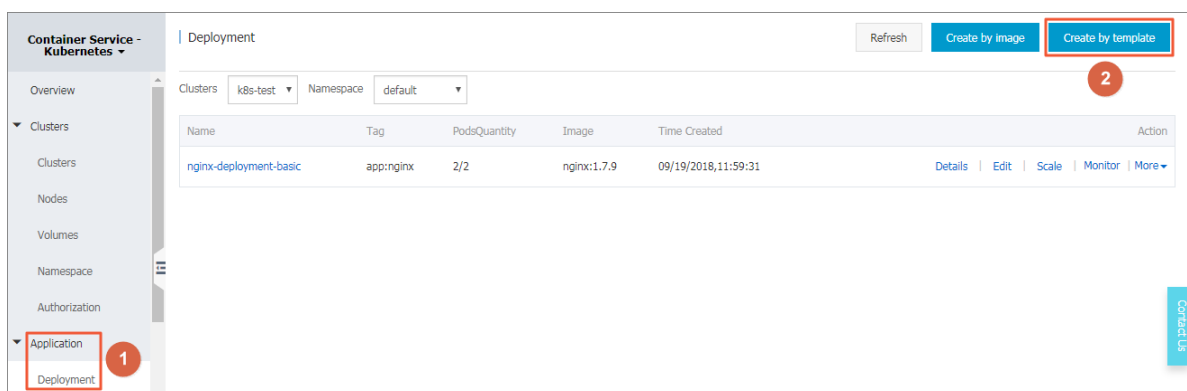 Container Service -
Kubernetes
Deployment
Refresh
Create by image
Create by template
2
Overview
Clusters k8s-test Namespace default
Clusters
Name Tag PodsQuantity Image Time Created Action
Clusters
nginx-deployment-basic app:nginx 2/2 nginx:1.7.9 09/19/2018,11:59:31 Details | Edit | Scale | Monitor | More
Nodes
Volumes
Namespace
Authorization
Contact Us
Application
1
Deployment